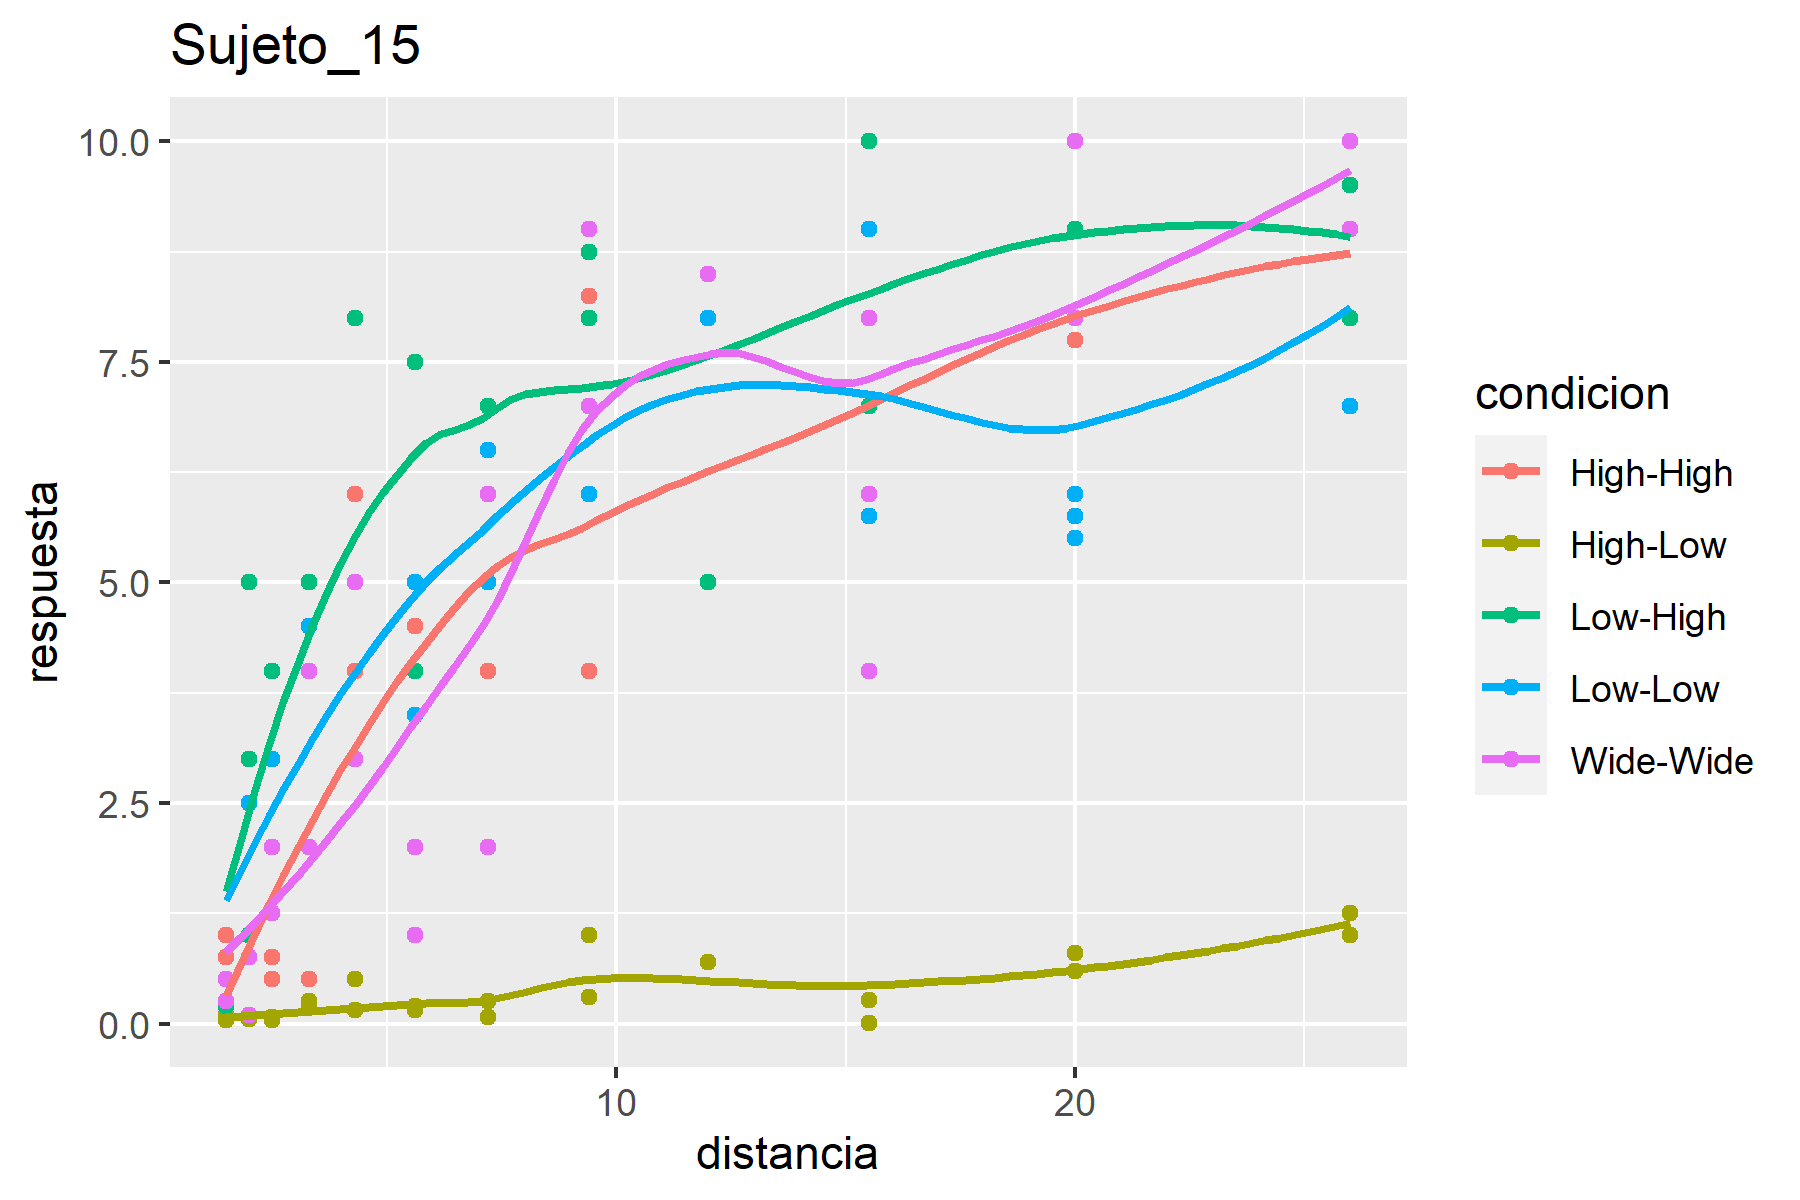 Sujeto_15
10.0
7.5
5.0
2.5
0.0
respuesta
10
20
distancia
condicion
High-High
High-Low
Low-High
Low-Low
Wide-Wide